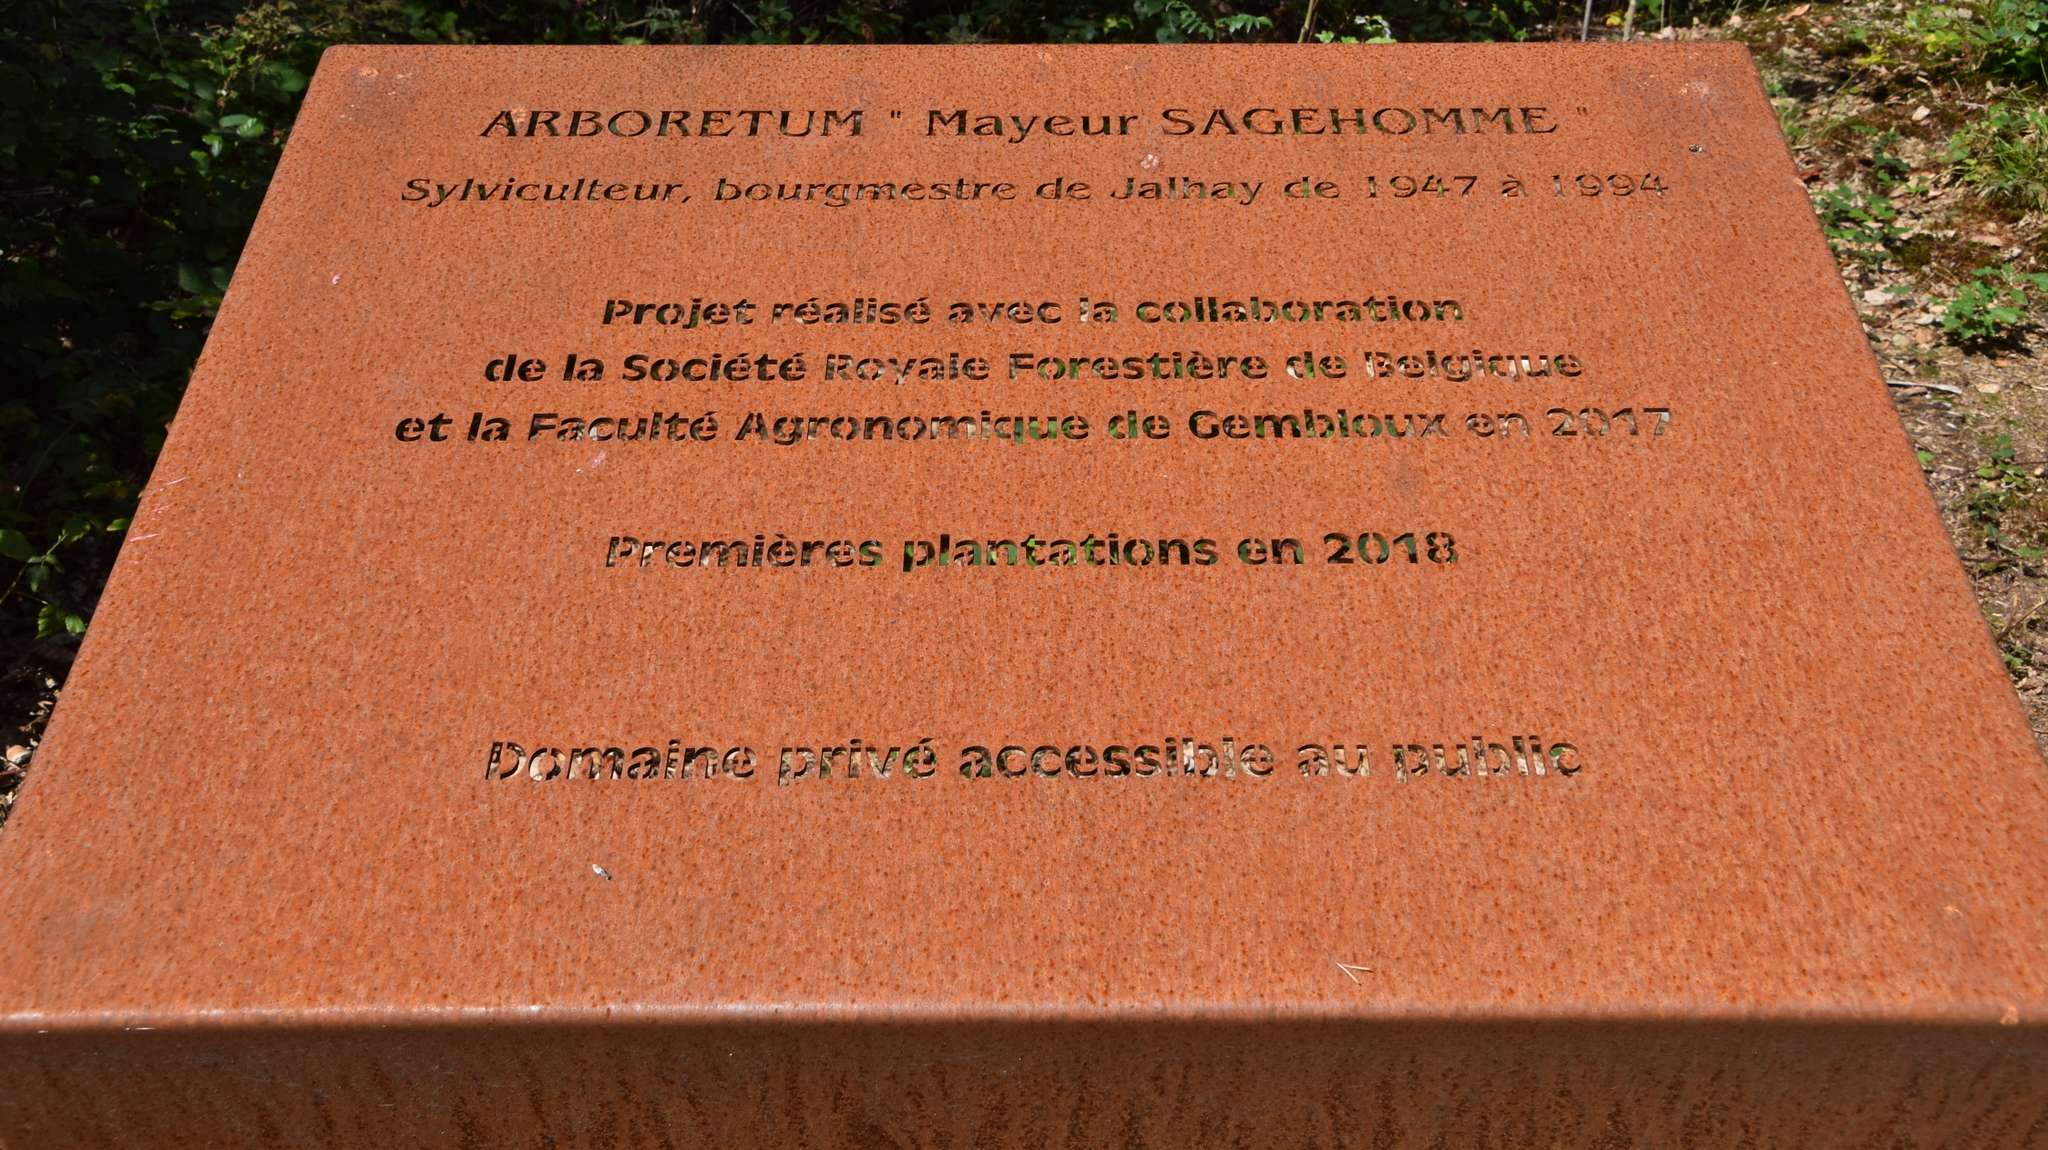 ARBORETUM " Mayeur SAGEHOMME "
Sylviculteur, bourgmestre de Jalhay de 1947 à 1994
Projet réalisé avec la collaboration
de la Société Royale Forestière de Belgique
et la Faculté Agronomique de Gembloux en 2017
Premières plantations en 2018
Domaine privé accessible au public